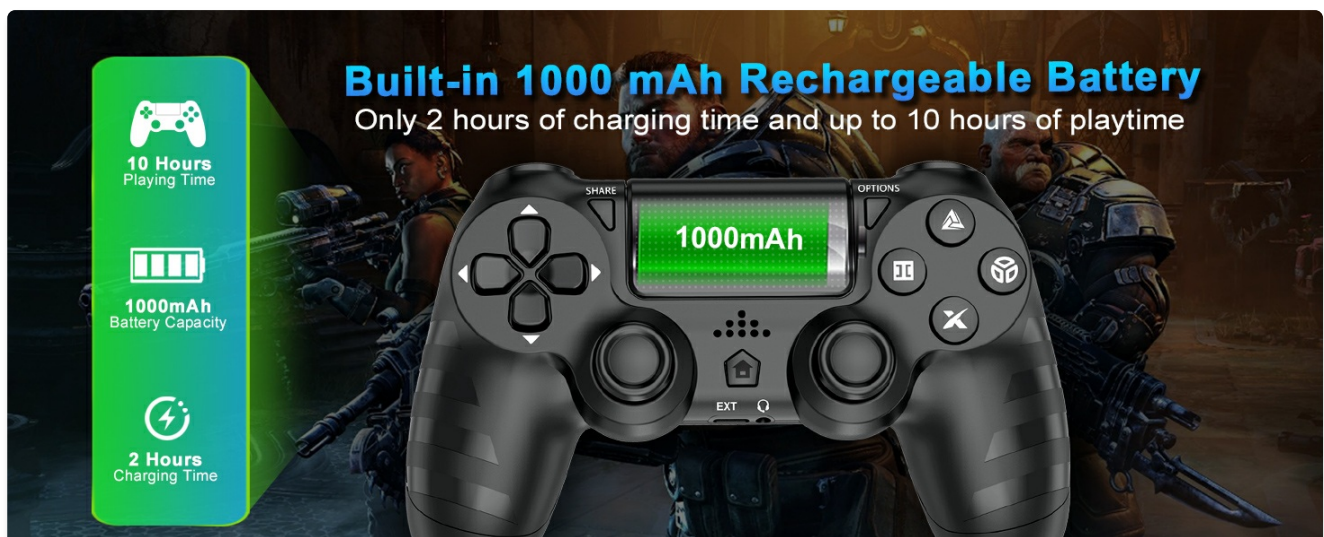 Built-in 1000 mAh Rechargeable Battery
Only 2 hours of charging time and up to 10 hours of playtime
10 Hours
Playing Time
1000mAh
Battery Capacity
2 Hours
Charging Time
SHARE
OPTIONS
1000mAh
EXT